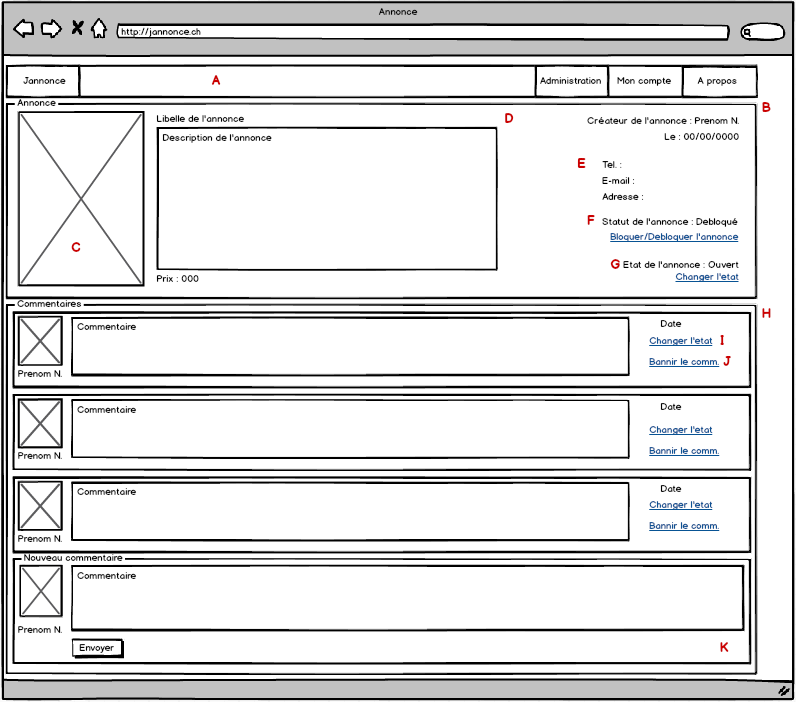 Annonce
http://jannonce.ch
Jannonce A Administration Mon compte A propos
Annonce B
Libelle de l'annonce D Créateur de l'annonce : Prenom N.
Description de l'annonce Le : 00/00/0000
E Tel. :
E-mail :
Adresse :
F Statut de l'annonce : Debloqué
C Bloquer/Debloquer l'annonce
G Etat de l'annonce : Ouvert
Prix : 000 Changer l'etat
Commentaires H
Commentaire Date
Changer l'etat I
Bannir le comm. J
Prenom N.
Commentaire Date
Changer l'etat
Bannir le comm.
Prenom N.
Commentaire Date
Changer l'etat
Bannir le comm.
Prenom N.
Nouveau commentaire
Commentaire
Prenom N.
Envoyer K